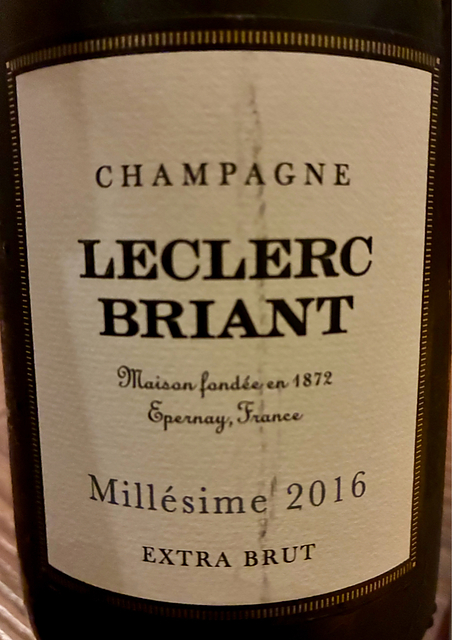 CHAMPAGNE
LECLERC
BRIANT
Maison fondée en 1872
Epernay, France
Millésime 2016
EXTRA BRUT